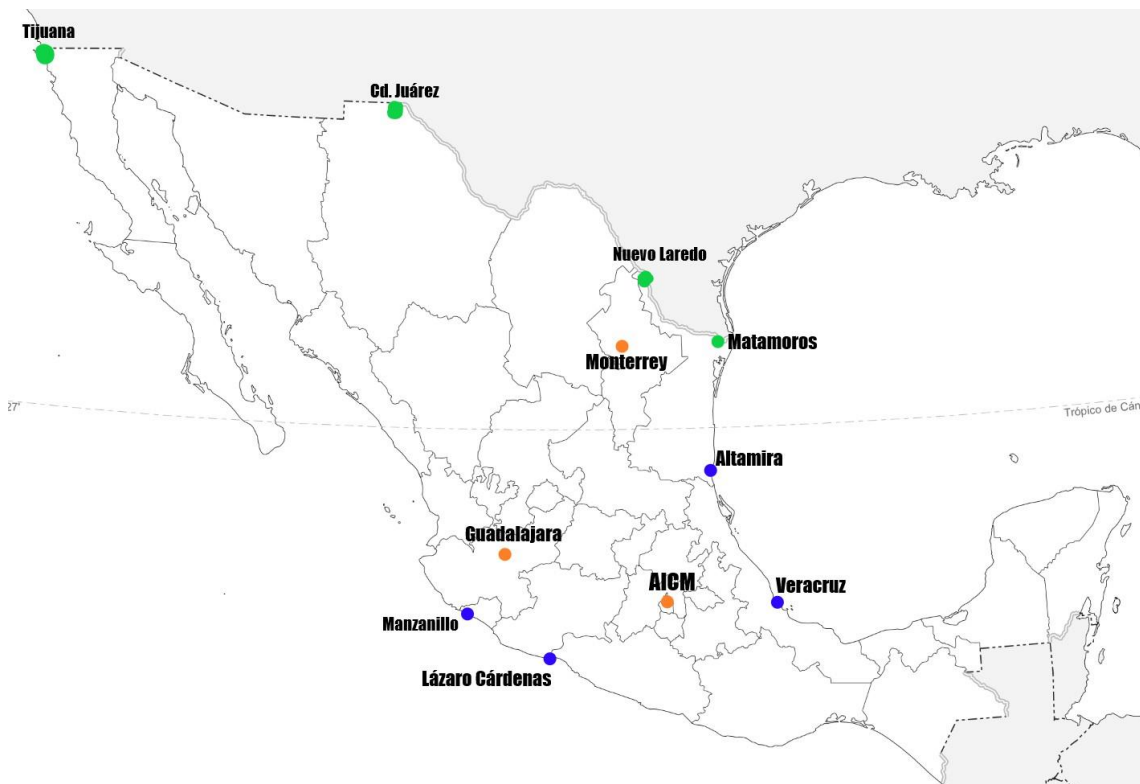 Tijuana
Cd. Juárez
Nuevo Laredo
Matamoros
Monterrey
27°
Trópico de Cán
Altamira
Guadalajara
AICM
Veracruz
Manzanillo
Lázaro Cárdenas